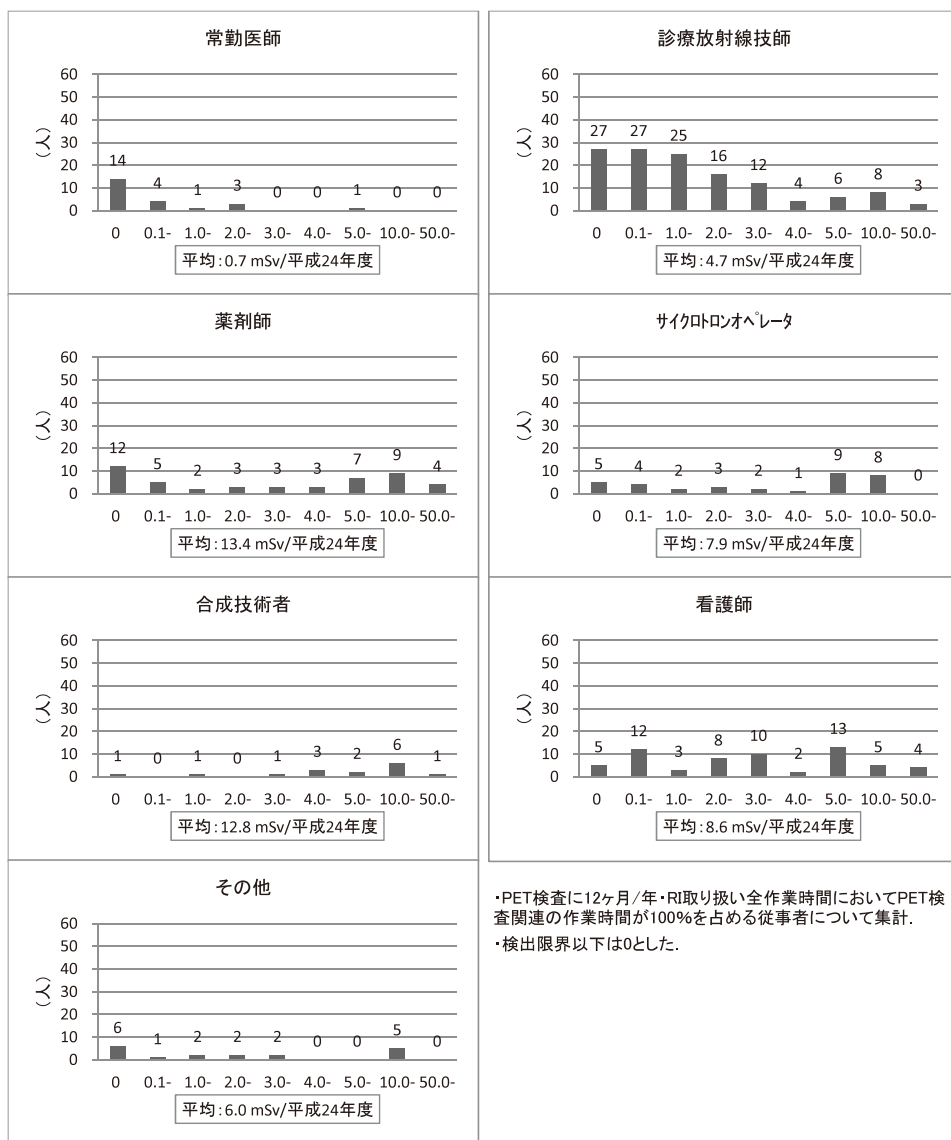 常勤医師
60
50
40
30
20
10
0
(人)
14 4 1 3 0 0 1 0 0
0 0.1- 1.0- 2.0- 3.0- 4.0- 5.0- 10.0- 50.0-
平均:0.7 mSv/平成24年度
診療放射線技師
60
50
40
30
20
10
0
(人)
27 27 25 16 12 4 6 8 3
0 0.1- 1.0- 2.0- 3.0- 4.0- 5.0- 10.0- 50.0-
平均:4.7 mSv/平成24年度
薬剤師
60
50
40
30
20
10
0
(人)
12 5 2 3 3 3 7 9 4
0 0.1- 1.0- 2.0- 3.0- 4.0- 5.0- 10.0- 50.0-
平均:13.4 mSv/平成24年度
サイクロトロンオペレータ
60
50
40
30
20
10
0
(人)
5 4 2 3 2 1 9 8 0
0 0.1- 1.0- 2.0- 3.0- 4.0- 5.0- 10.0- 50.0-
平均:7.9 mSv/平成24年度
合成技術者
60
50
40
30
20
10
0
(人)
1 0 1 0 1 3 2 6 1
0 0.1- 1.0- 2.0- 3.0- 4.0- 5.0- 10.0- 50.0-
平均:12.8 mSv/平成24年度
看護師
60
50
40
30
20
10
0
(人)
5 12 3 8 10 2 13 5 4
0 0.1- 1.0- 2.0- 3.0- 4.0- 5.0- 10.0- 50.0-
平均:8.6 mSv/平成24年度
その他
60
50
40
30
20
10
0
(人)
6 1 2 2 2 0 0 5 0
0 0.1- 1.0- 2.0- 3.0- 4.0- 5.0- 10.0- 50.0-
平均:6.0 mSv/平成24年度
・PET検査に12ヶ月/年・RI取り扱い全作業時間においてPET検
査関連の作業時間が100%を占める従事者について集計.
・検出限界以下は0とした.